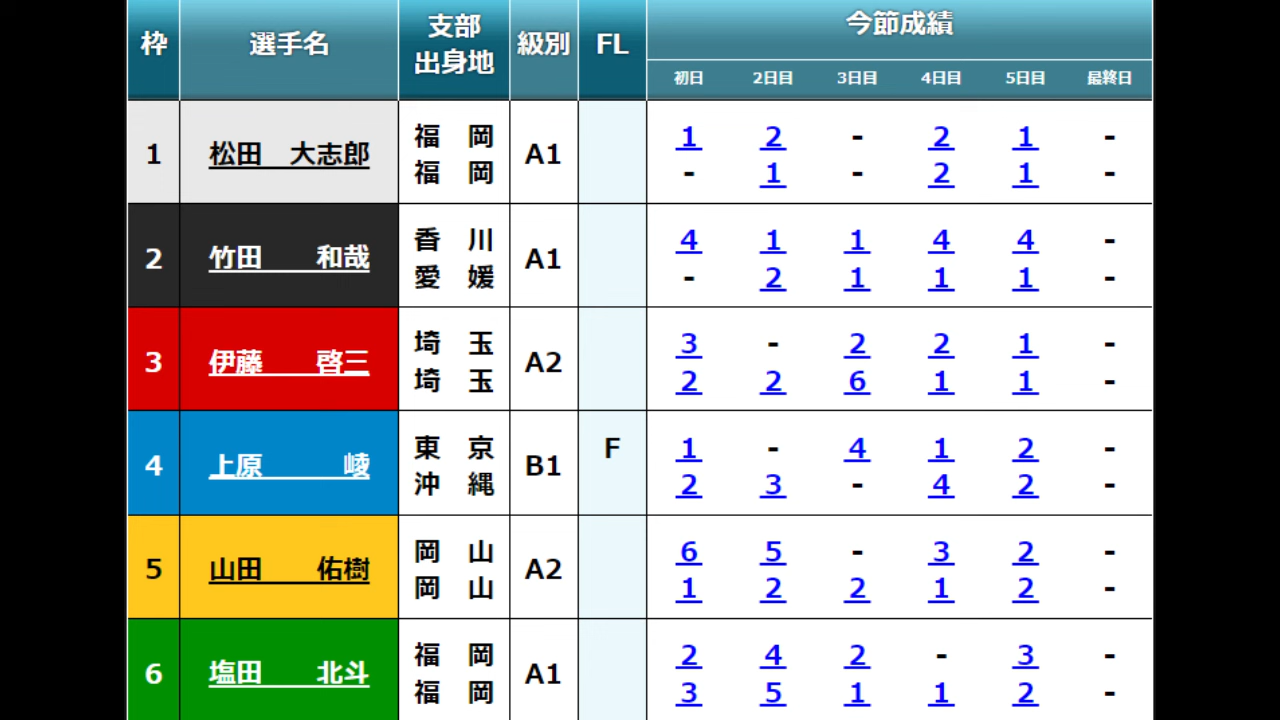 枠 選手名 支部 出身地 級別 FL 今節成績
初日 2日目 3日目 4日目 5日目 最終日
1 松田 大志郎 福 岡 A1 1 2 - 2 1 -
福 岡 - 1 - 2 1 -
2 竹田 和哉 香 川 A1 4 1 1 4 4 -
愛 媛 - 2 1 1 1 -
3 伊藤 啓三 埼 玉 A2 3 - 2 2 1 -
埼 玉 2 2 6 1 1 -
4 上原 崚 東 京 B1 F 1 - 4 1 2 -
沖 縄 2 3 - 4 2 -
5 山田 佑樹 岡 山 A2 6 5 - 3 2 -
岡 山 1 2 2 1 2 -
6 塩田 北斗 福 岡 A1 2 4 2 - 3 -
福 岡 3 5 1 1 2 -